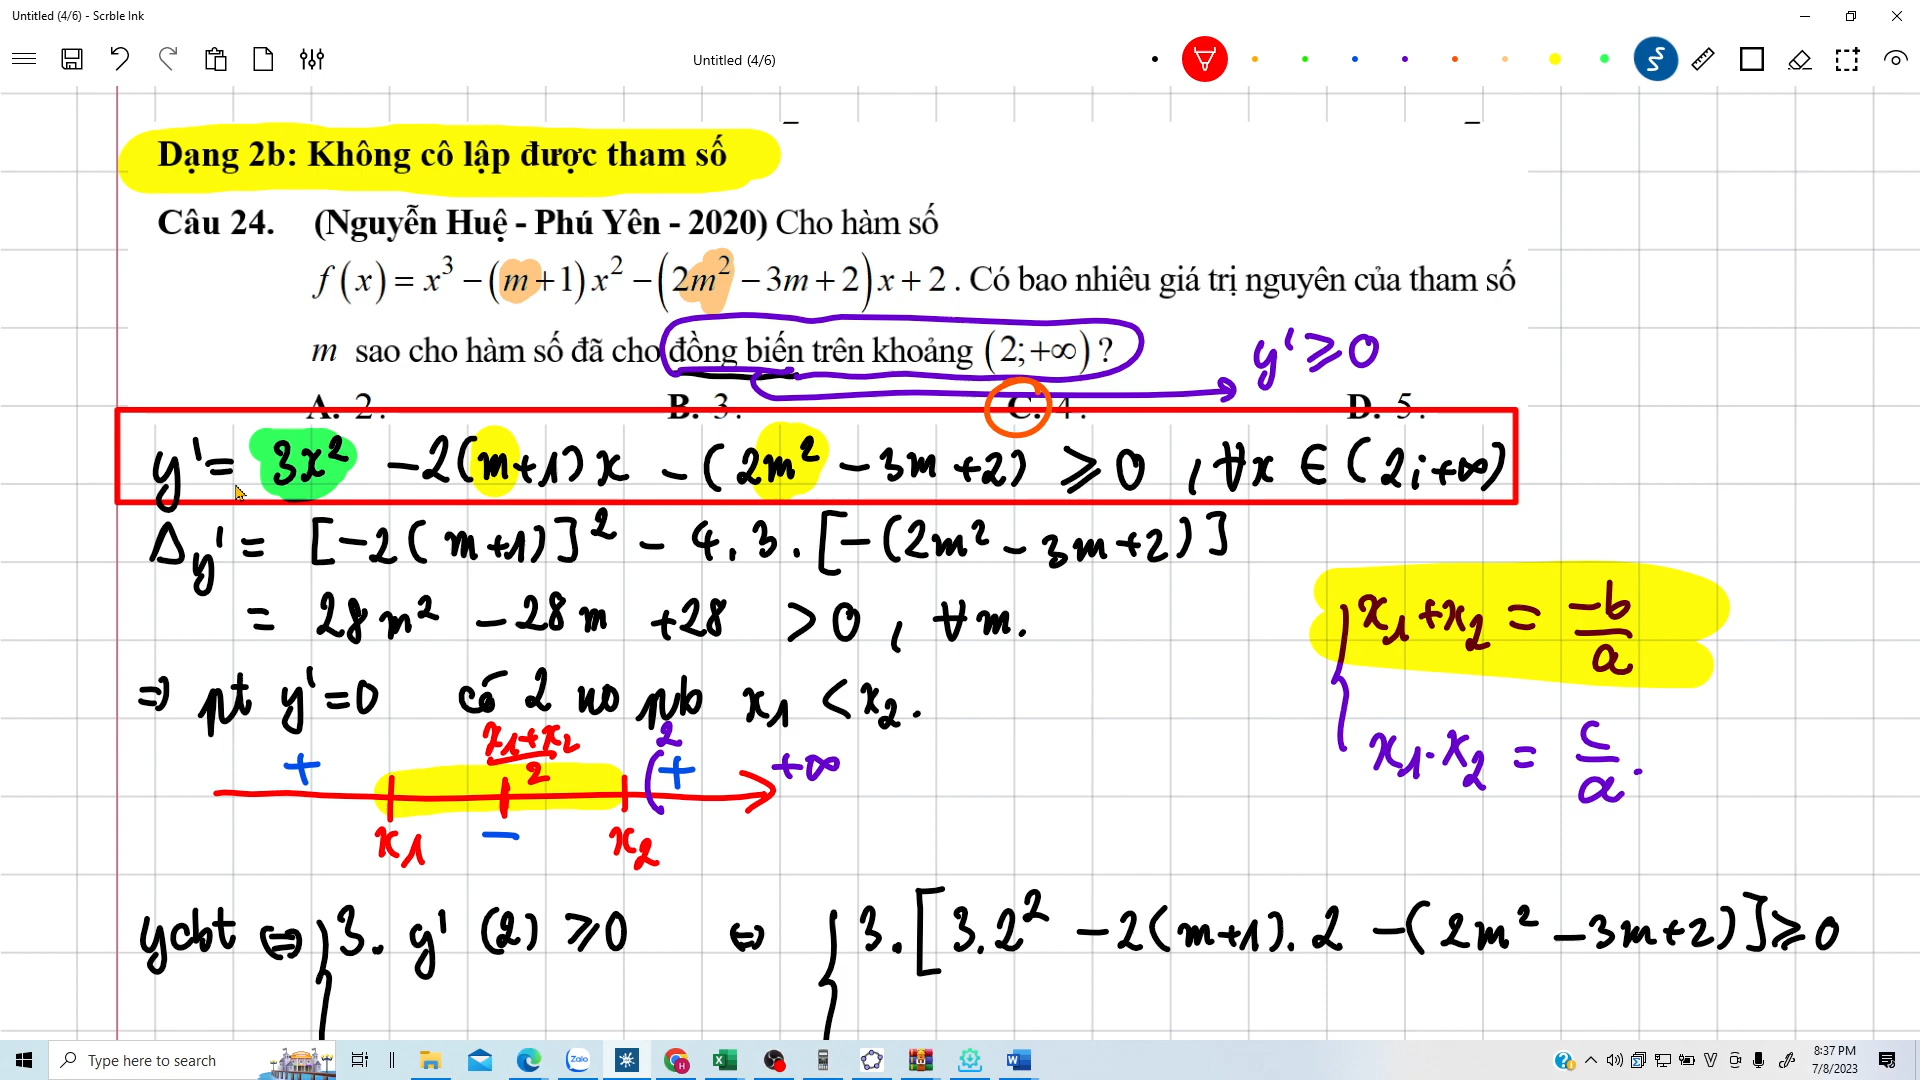 Untitled (4/6) - Scrble Ink
Untitled (4/6)
Dạng 2b: Không cô lập được tham số
Câu 24. (Nguyễn Huệ - Phú Yên - 2020) Cho hàm số
f(x) = x³ − (m+1)x² − (2m² − 3m + 2)x + 2 . Có bao nhiêu giá trị nguyên của tham số
m sao cho hàm số đã cho đồng biến trên khoảng (2;+∞) ? y' ≥ 0
A. 2. B. 3. C. 4. D. 5.
y' = 3x² − 2(m+1)x − (2m² − 3m + 2) ≥ 0 , ∀x ∈ (2; +∞)
Δy' = [−2(m+1)]² − 4.3.[−(2m² − 3m + 2)]
= 28m² − 28m + 28 > 0 , ∀m.
x₁ + x₂ = −b/a
⇒ pt y' = 0 có 2 no pb x₁ < x₂.
x₁ . x₂ = c/a .
+ (x₁+x₂)/2 2 ( + +∞
x₁ − x₂
ycbt ⇔ { 3. y'(2) ≥ 0 ⇔ { 3.[3.2² − 2(m+1).2 − (2m² − 3m + 2)] ≥ 0
Type here to search
Zalo
8:37 PM
7/8/2023